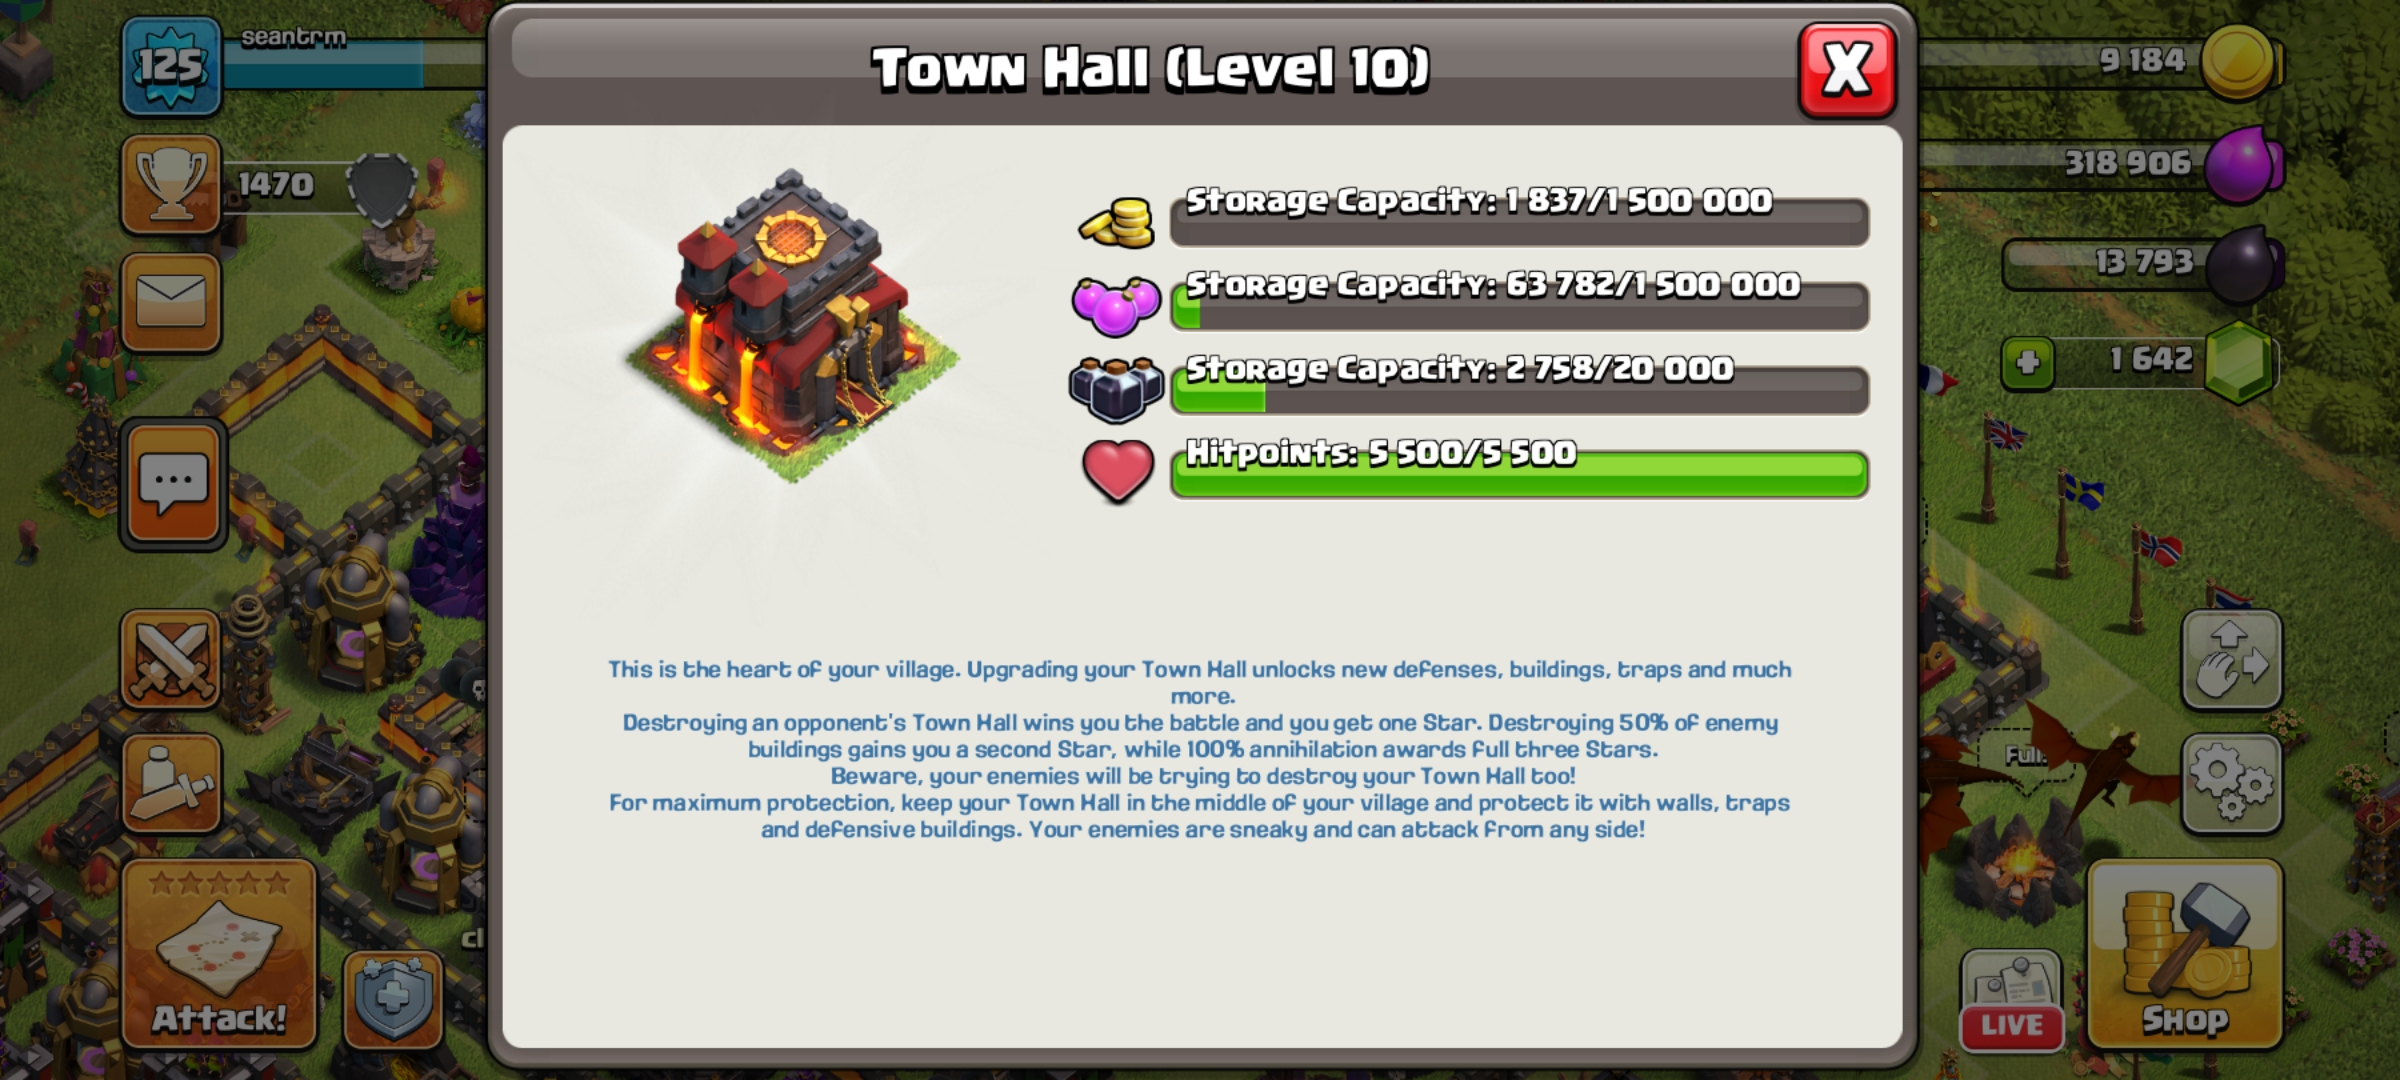 125
seantrm
Town Hall (Level 10)
X
9 184
1470
318 906
13 793
1 642
Storage Capacity: 1 837/1 500 000
Storage Capacity: 63 782/1 500 000
Storage Capacity: 2 758/20 000
Hitpoints: 5 500/5 500
This is the heart of your village. Upgrading your Town Hall unlocks new defenses, buildings, traps and much
more.
Destroying an opponent's Town Hall wins you the battle and you get one Star. Destroying 50% of enemy
buildings gains you a second Star, while 100% annihilation awards full three Stars.
Beware, your enemies will be trying to destroy your Town Hall too!
For maximum protection, keep your Town Hall in the middle of your village and protect it with walls, traps
and defensive buildings. Your enemies are sneaky and can attack from any side!
Full
cl
Attack!
LIVE
Shop